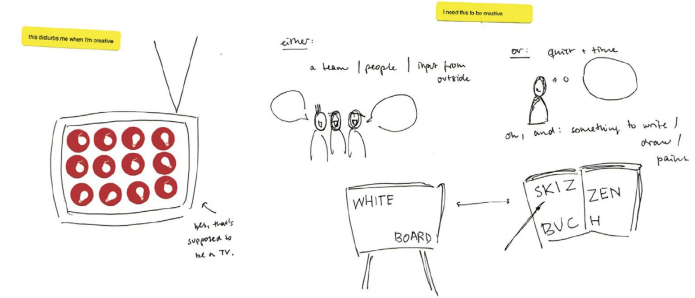 this disturbs me when I'm creative
yes, that's
supposed to
be a TV.
I need this to be creative
either:
a team / people / input from
outside
or: quiet + time
oh, and: something to write /
draw /
paint
WHITE
BOARD
SKIZ
ZEN
BUC
H